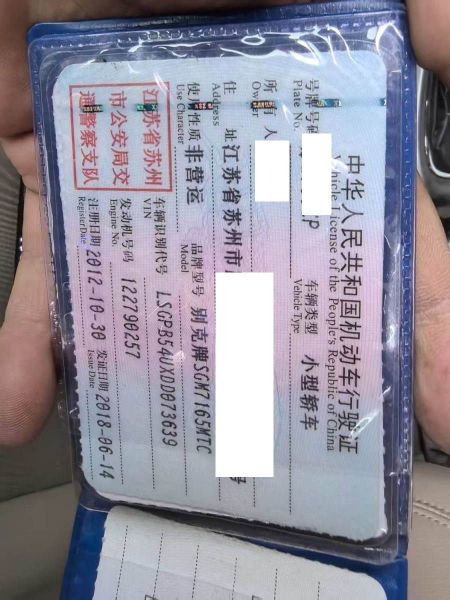 中华人民共和国机动车行驶证
Vehicle License of the People's Republic of China
号牌号码 P 车辆类型 小型轿车
Plate No. Vehicle Type
所有人
Owner
住址 江苏省苏州市
Address
使用性质 非营运 品牌型号 别克牌SGM7165MTC
Use Character Model
江苏省苏州
市公安局交
通警察支队
车辆识别代号 LSGPB54UXDD073639
VIN
发动机号码 122790257
Engine No.
注册日期 2012-10-30 发证日期 2018-06-14
Register Date Issue Date